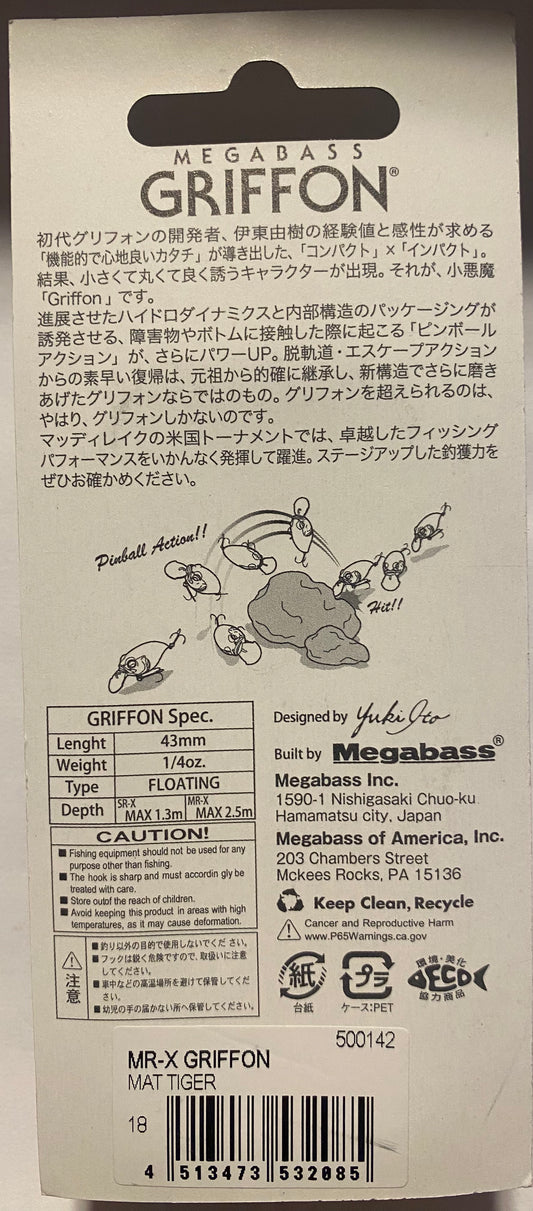 MEGABASS
GRIFFON®
初代グリフォンの開発者、伊東由樹の経験値と感性が求める
「機能的で心地良いカタチ」が導き出した、「コンパクト」×「インパクト」。
結果、小さくて丸くて良く誘うキャラクターが出現。それが、小悪魔
「Griffon」です。
進展させたハイドロダイナミクスと内部構造のパッケージングが
誘発させる、障害物やボトムに接触した際に起こる「ピンボール
アクション」が、さらにパワーUP。脱軌道・エスケープアクション
からの素早い復帰は、元祖から的確に継承し、新構造でさらに磨き
あげたグリフォンならではのもの。グリフォンを超えられるのは、
やはり、グリフォンしかないのです。
マッディレイクの米国トーナメントでは、卓越したフィッシング
パフォーマンスをいかんなく発揮して躍進。ステージアップした釣獲力を
ぜひお確かめください。
Pinball Action!!
Hit!!
GRIFFON Spec.
Lenght 43mm
Weight 1/4oz.
Type FLOATING
Depth SR-X MAX 1.3m MR-X MAX 2.5m
CAUTION!
■ Fishing equipment should not be used for any
purpose other than fishing.
■ The hook is sharp and must accordin gly be
treated with care.
■ Store outof the reach of children.
■ Avoid keeping this product in areas with high
temperatures, as it may cause deformation.
注意
■釣り以外の目的で使用しないでくだ さい。
■フックは鋭く危険ですので、取扱いに注意
してください。
■車中などの高温場所を避けて保管してくだ
さい。
■幼児の手の届かない所へ保管してください。
Designed by Yuki Ito
Built by Megabass®
Megabass Inc.
1590-1 Nishigasaki Chuo-ku
Hamamatsu city, Japan
Megabass of America, Inc.
203 Chambers Street
Mckees Rocks, PA 15136
Keep Clean, Recycle
Cancer and Reproductive Harm
www.P65Warnings.ca.gov
紙
台紙
プラ
ケース:PET
環境・美化
ECO
協力商品
500142
MR-X GRIFFON
MAT TIGER
18
4 513473 532085